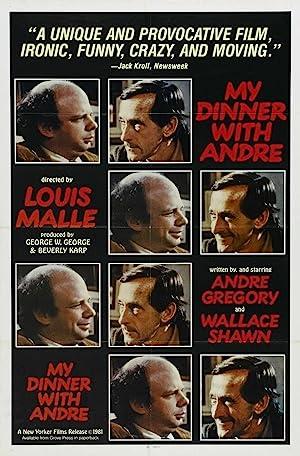 “A UNIQUE AND PROVOCATIVE FILM,
IRONIC, FUNNY, CRAZY, AND MOVING.”
—Jack Kroll, Newsweek
MY
DINNER
WITH
ANDRE
directed by
LOUIS
MALLE
produced by
GEORGE W. GEORGE
& BEVERLY KARP
written by, and starring
ANDRE
GREGORY
and
WALLACE
SHAWN
MY
DINNER
WITH
ANDRE
A New Yorker Films Release © 1981
Available from Grove Press in paperback